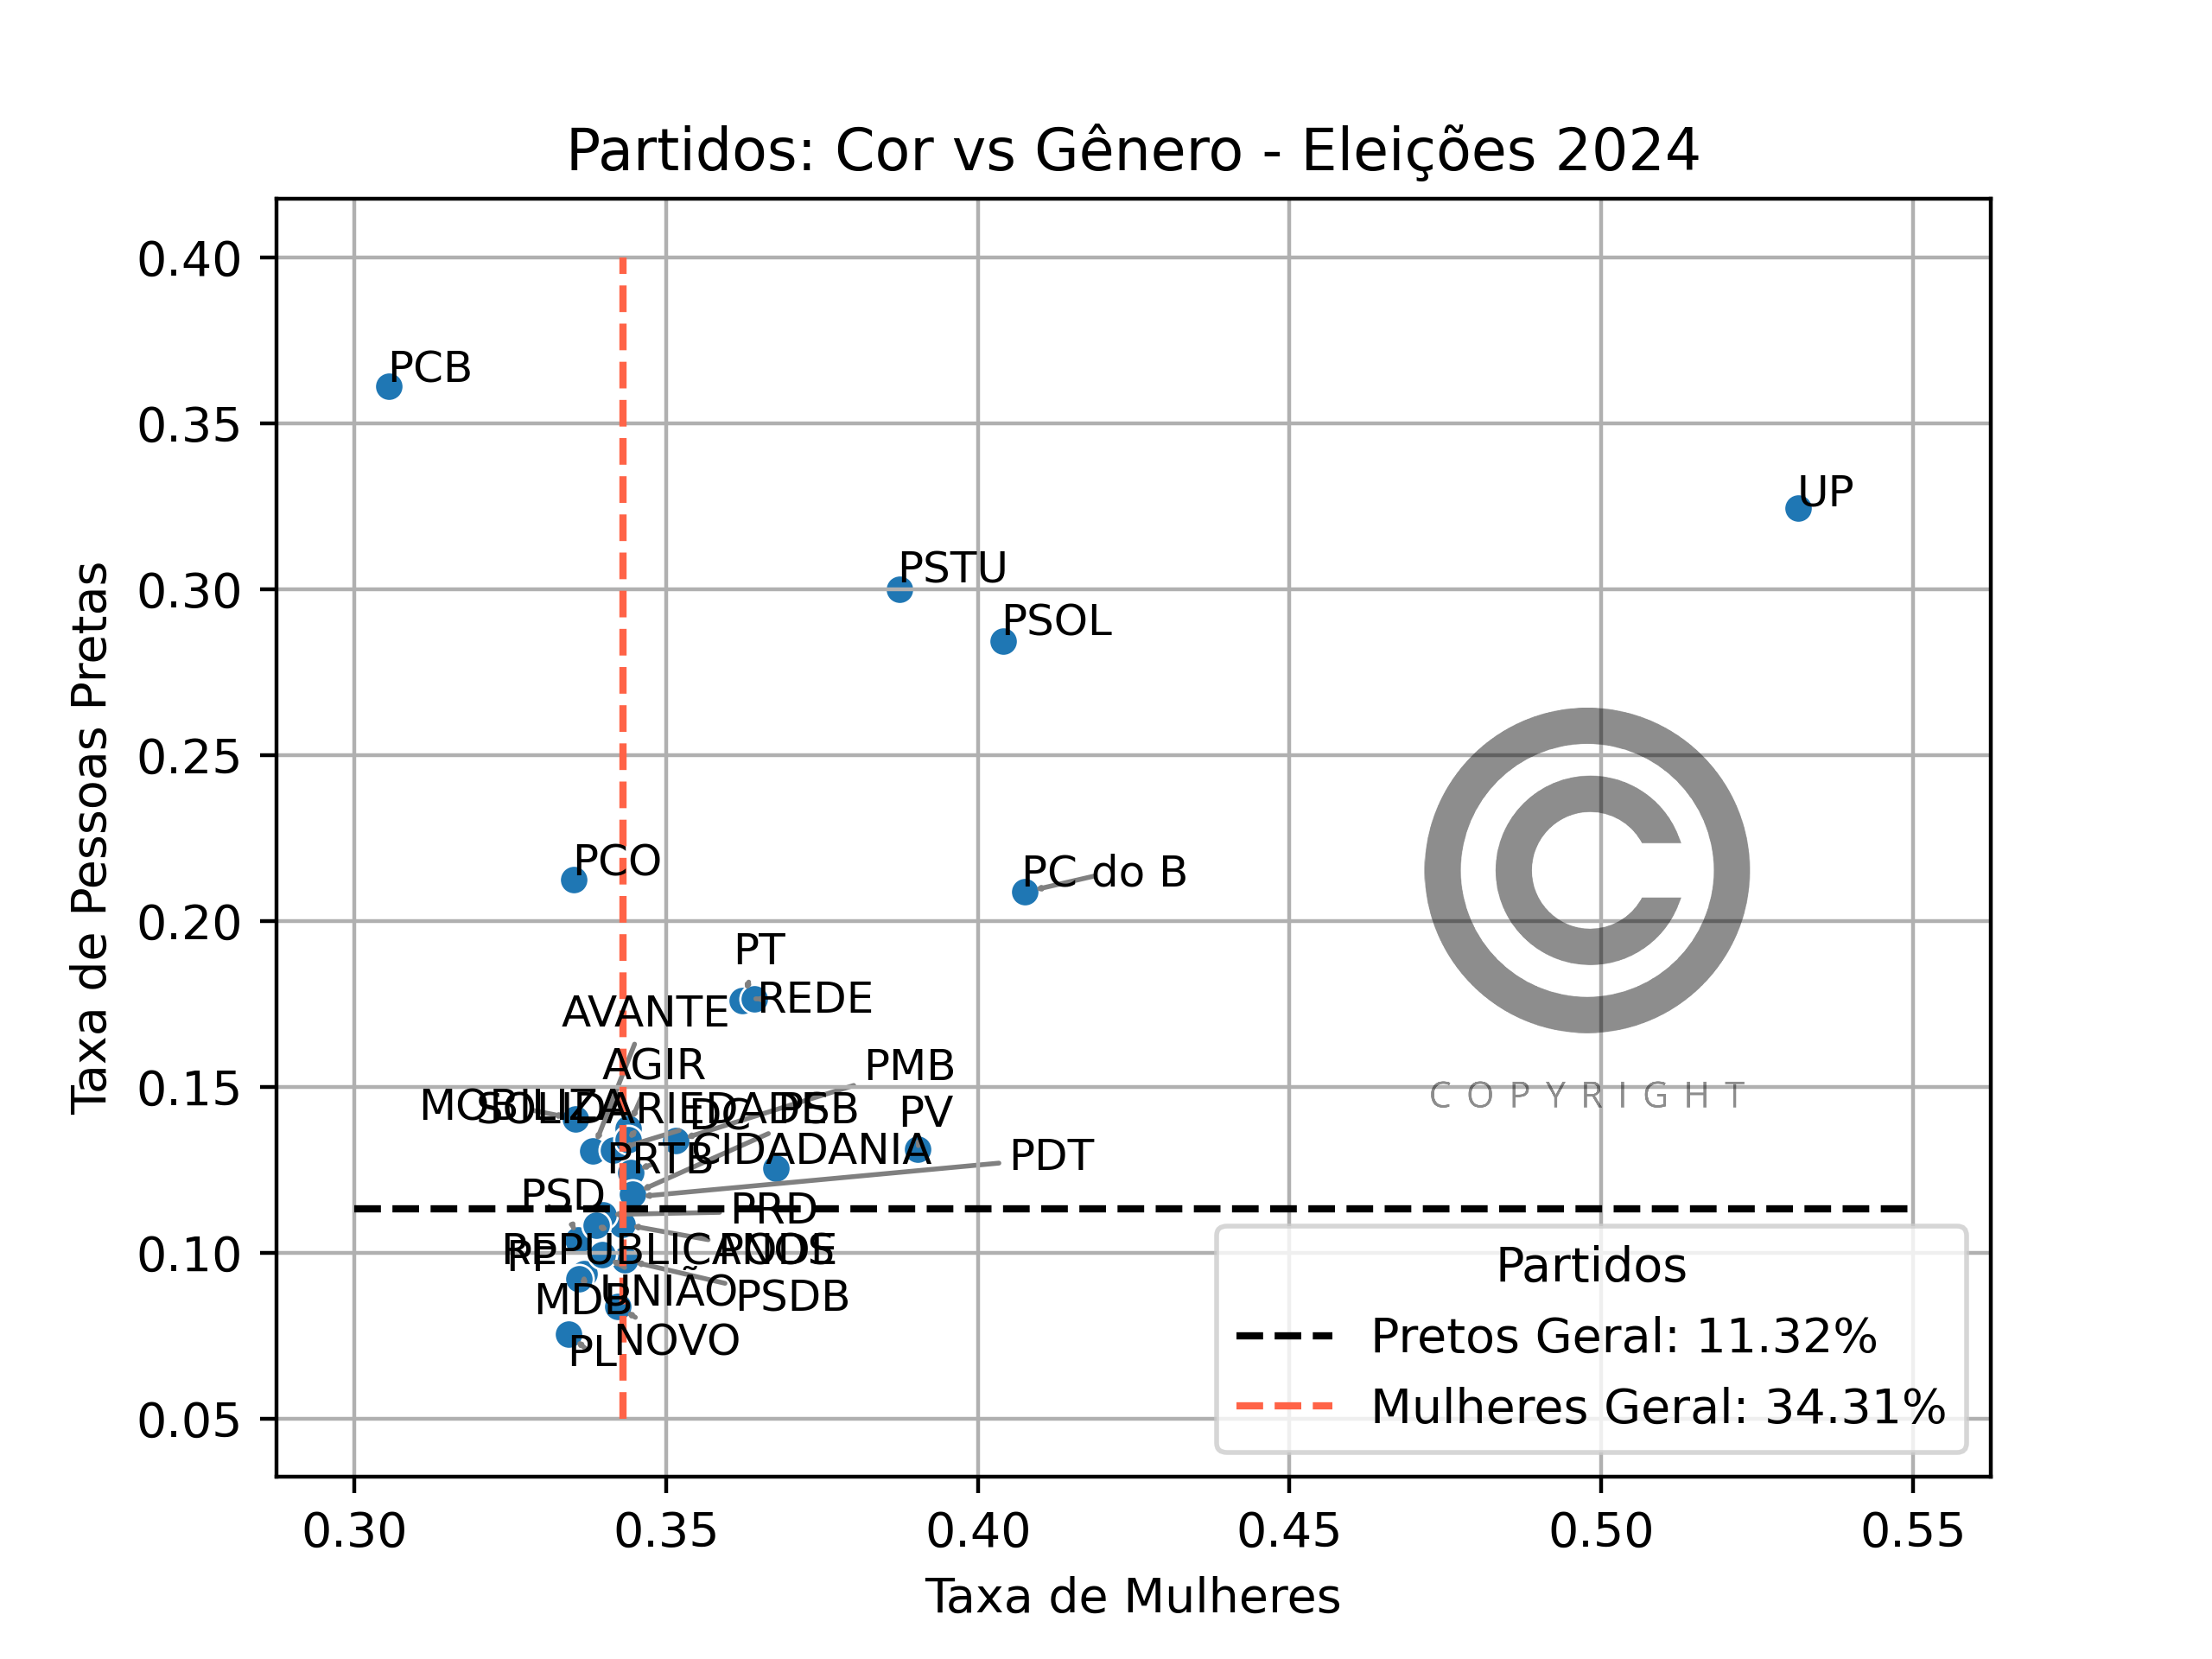 Partidos: Cor vs Gênero - Eleições 2024
Taxa de Pessoas Pretas
0.40
0.35
0.30
0.25
0.20
0.15
0.10
0.05
PCB
UP
PSTU
PSOL
PCO
PC do B
PT
REDE
AVANTE
AGIR
PMB
MOBILIZA
SOLIDARIEDADE
DC
PSB
PV
PRTB
CIDADANIA
PDT
PSD
PRD
PP
REPUBLICANOS
PODE
MDB
UNIÃO
PSDB
PL
NOVO
C O P Y R I G H T
Partidos
Pretos Geral: 11.32%
Mulheres Geral: 34.31%
0.30 0.35 0.40 0.45 0.50 0.55
Taxa de Mulheres